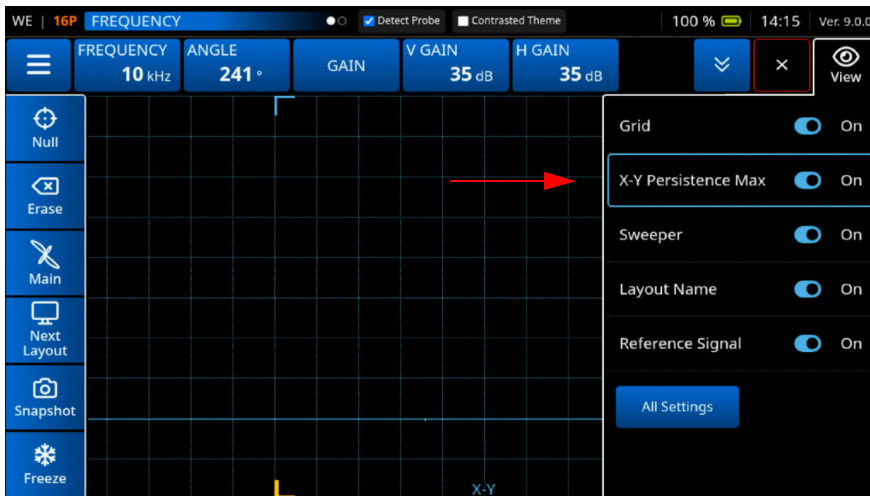 WE | 16P FREQUENCY Detect Probe Contrasted Theme 100 % 14:15 Ver. 9.0.0
FREQUENCY
10 kHz
ANGLE
241 °
GAIN
V GAIN
35 dB
H GAIN
35 dB
View
Null
Erase
Main
Next
Layout
Snapshot
Freeze
X-Y
Grid On
X-Y Persistence Max On
Sweeper On
Layout Name On
Reference Signal On
All Settings